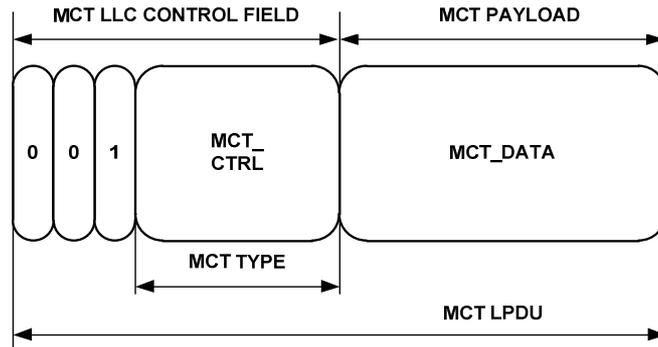 MCT LLC CONTROL FIELD MCT PAYLOAD
0 0 1 MCT_
CTRL MCT_DATA
MCT TYPE
MCT LPDU